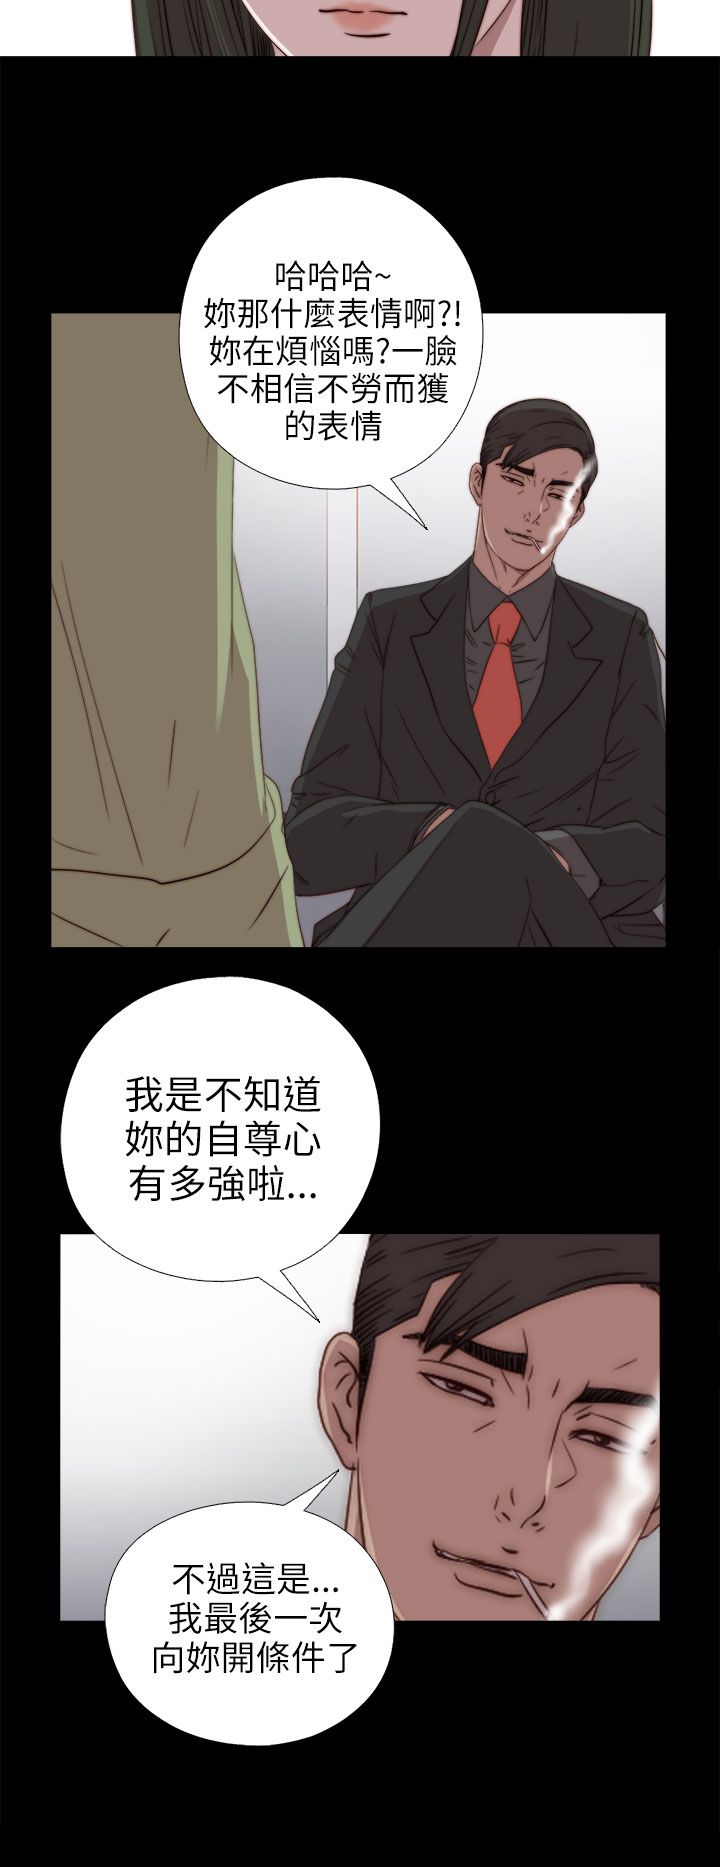 哈哈哈~
妳那什麼表情啊?!
妳在煩惱嗎?一臉
不相信不勞而獲
的表情
我是不知道
妳的自尊心
有多強啦...
不過這是...
我最後一次
向妳開條件了